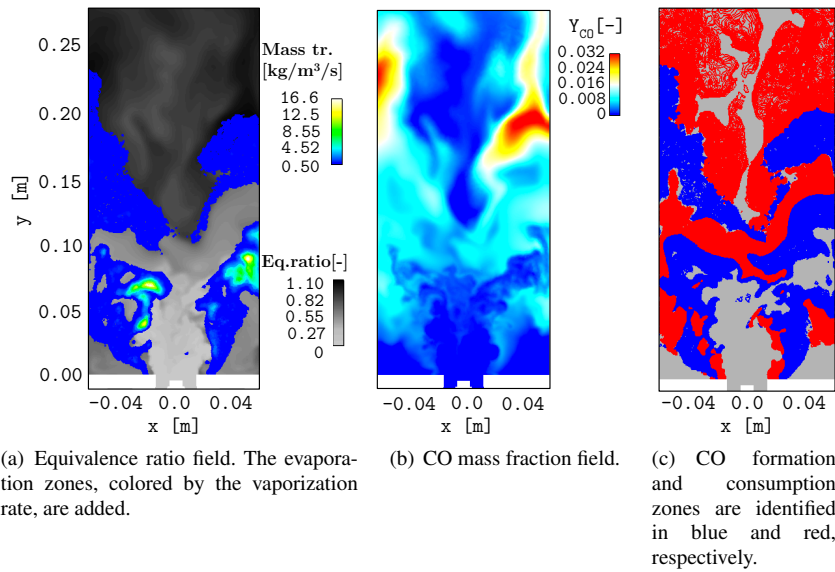 0.25
0.20
0.15
0.10
0.05
0.00
y [m]
-0.04 0.0 0.04
x [m]
Mass tr.
[kg/m³/s]
16.6
12.5
8.55
4.52
0.50
Eq.ratio[-]
1.10
0.82
0.55
0.27
0
-0.04 0.0 0.04
x [m]
Y_CO[-]
0.032
0.024
0.016
0.008
0
-0.04 0.0 0.04
x [m]
(a) Equivalence ratio field. The evapora-
tion zones, colored by the vaporization
rate, are added.
(b) CO mass fraction field.
(c) CO formation
and consumption
zones are identified
in blue and red,
respectively.